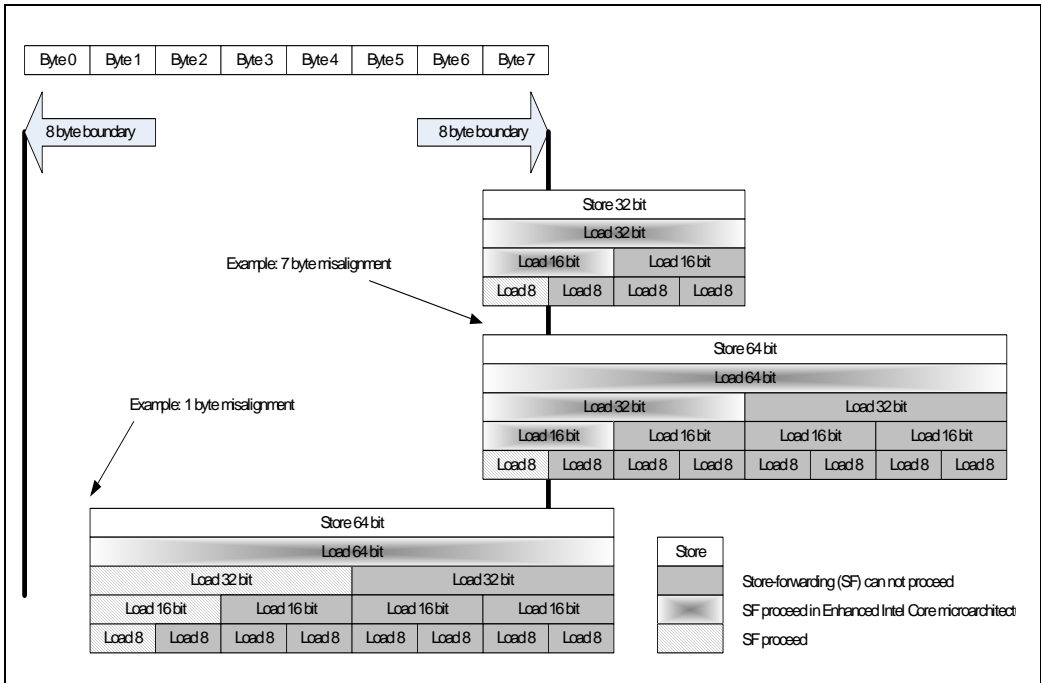 Byte 0 Byte 1 Byte 2 Byte 3 Byte 4 Byte 5 Byte 6 Byte 7
8 byte boundary 8 byte boundary
Store 32 bit
Load 32 bit
Example: 7 byte misalignment
Load 16 bit Load 16 bit
Load 8 Load 8 Load 8 Load 8
Store 64 bit
Load 64 bit
Example: 1 byte misalignment
Load 32 bit Load 32 bit
Load 16 bit Load 16 bit Load 16 bit Load 16 bit
Load 8 Load 8 Load 8 Load 8 Load 8 Load 8 Load 8 Load 8
Store 64 bit
Load 64 bit
Load 32 bit Load 32 bit
Load 16 bit Load 16 bit Load 16 bit Load 16 bit
Load 8 Load 8 Load 8 Load 8 Load 8 Load 8 Load 8 Load 8
Store
Store-forwarding (SF) can not proceed
SF proceed in Enhanced Intel Core microarchitect
SF proceed